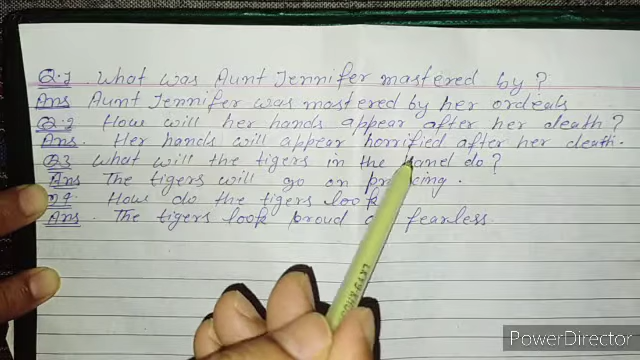 Q.1 What was Aunt Jennifer mastered by?
Ans Aunt Jennifer was mastered by her ordeals
Q.2 How will her hands appear after her death?
Ans. Her hands will appear horrified after her death.
Q3 What will the tigers in the panel do?
Ans The tigers will go on prancing.
How do the tigers look
Ans. The tigers look proud fearless.
PowerDirector